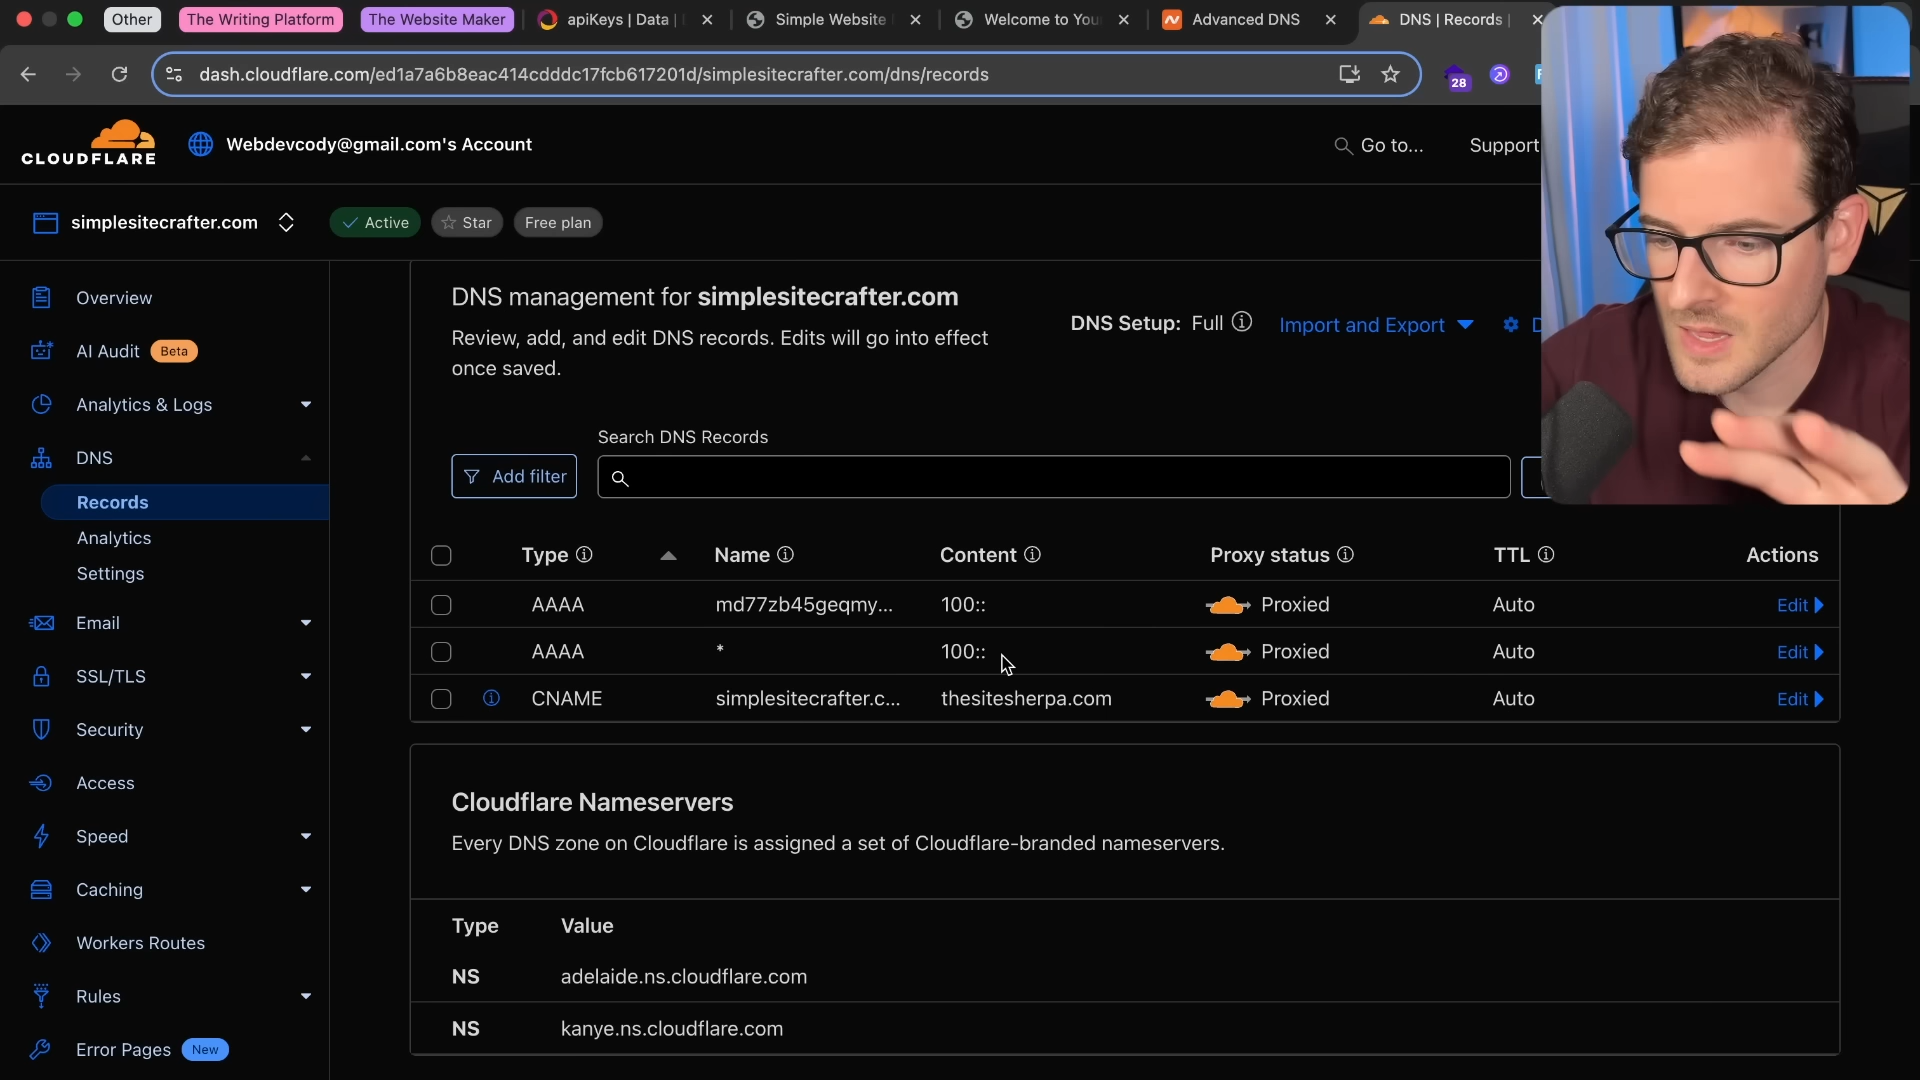 Other
The Writing Platform
The Website Maker
apiKeys | Data |
Simple Website
Welcome to You
Advanced DNS
DNS | Records |
dash.cloudflare.com/ed1a7a6b8eac414cdddc17fcb617201d/simplesitecrafter.com/dns/records
28
CLOUDFLARE
Webdevcody@gmail.com's Account
Go to...
Support
simplesitecrafter.com
Active
Star
Free plan
Overview
AI Audit Beta
Analytics & Logs
DNS
Records
Analytics
Settings
Email
SSL/TLS
Security
Access
Speed
Caching
Workers Routes
Rules
Error Pages New
DNS management for simplesitecrafter.com
Review, add, and edit DNS records. Edits will go into effect
once saved.
DNS Setup: Full
Import and Export
Search DNS Records
Add filter
Type Name Content Proxy status TTL Actions
AAAA md77zb45geqmy... 100:: Proxied Auto Edit
AAAA * 100:: Proxied Auto Edit
CNAME simplesitecrafter.c... thesitesherpa.com Proxied Auto Edit
Cloudflare Nameservers
Every DNS zone on Cloudflare is assigned a set of Cloudflare-branded nameservers.
Type Value
NS adelaide.ns.cloudflare.com
NS kanye.ns.cloudflare.com